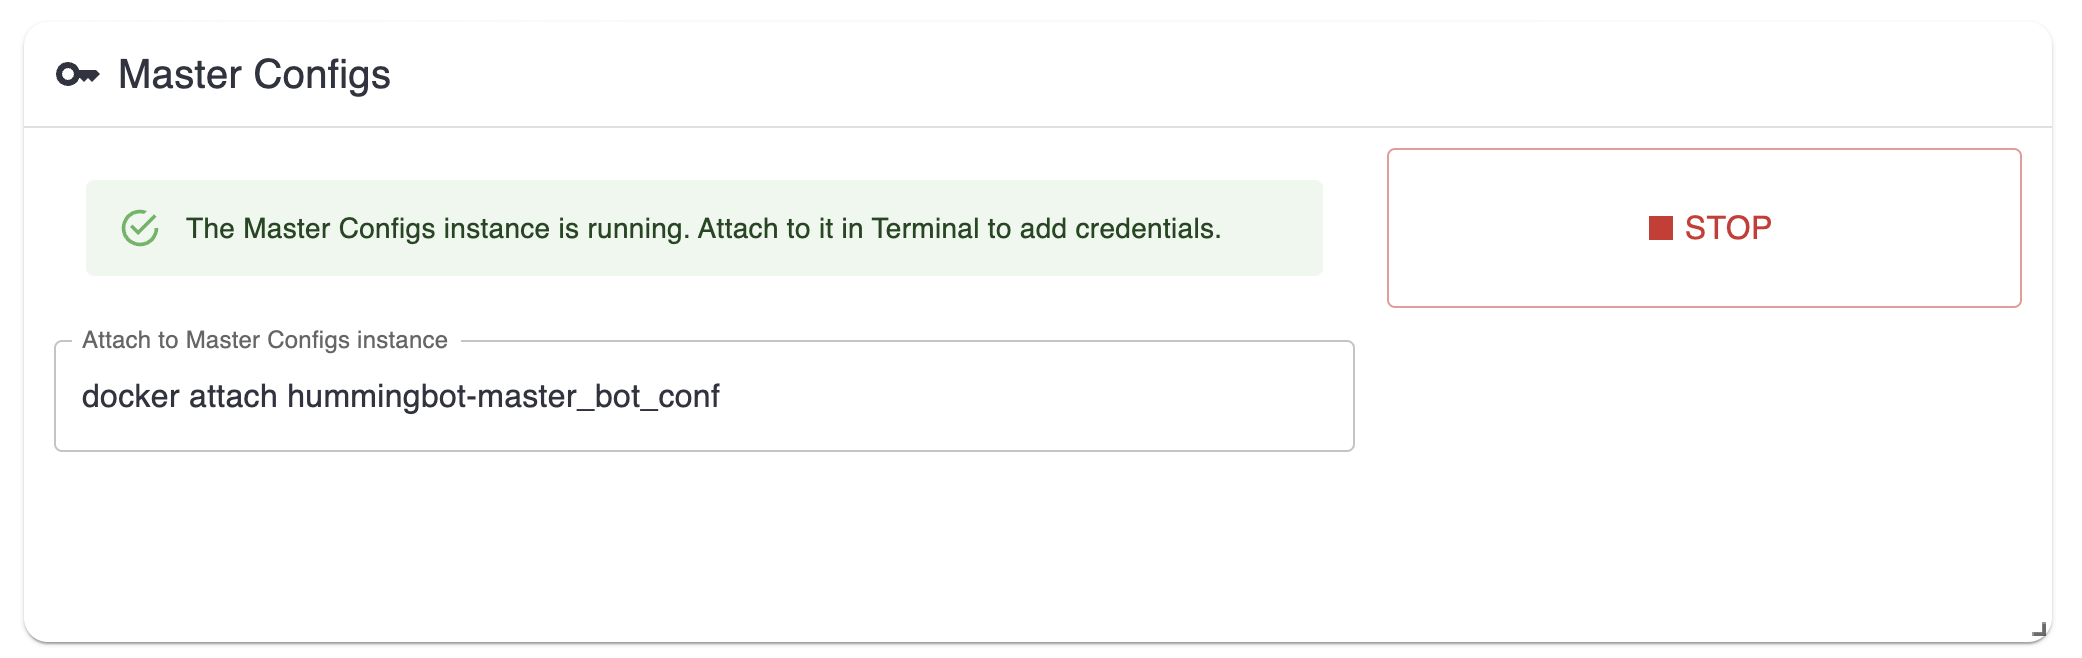 Master Configs
The Master Configs instance is running. Attach to it in Terminal to add credentials.
STOP
Attach to Master Configs instance
docker attach hummingbot-master_bot_conf